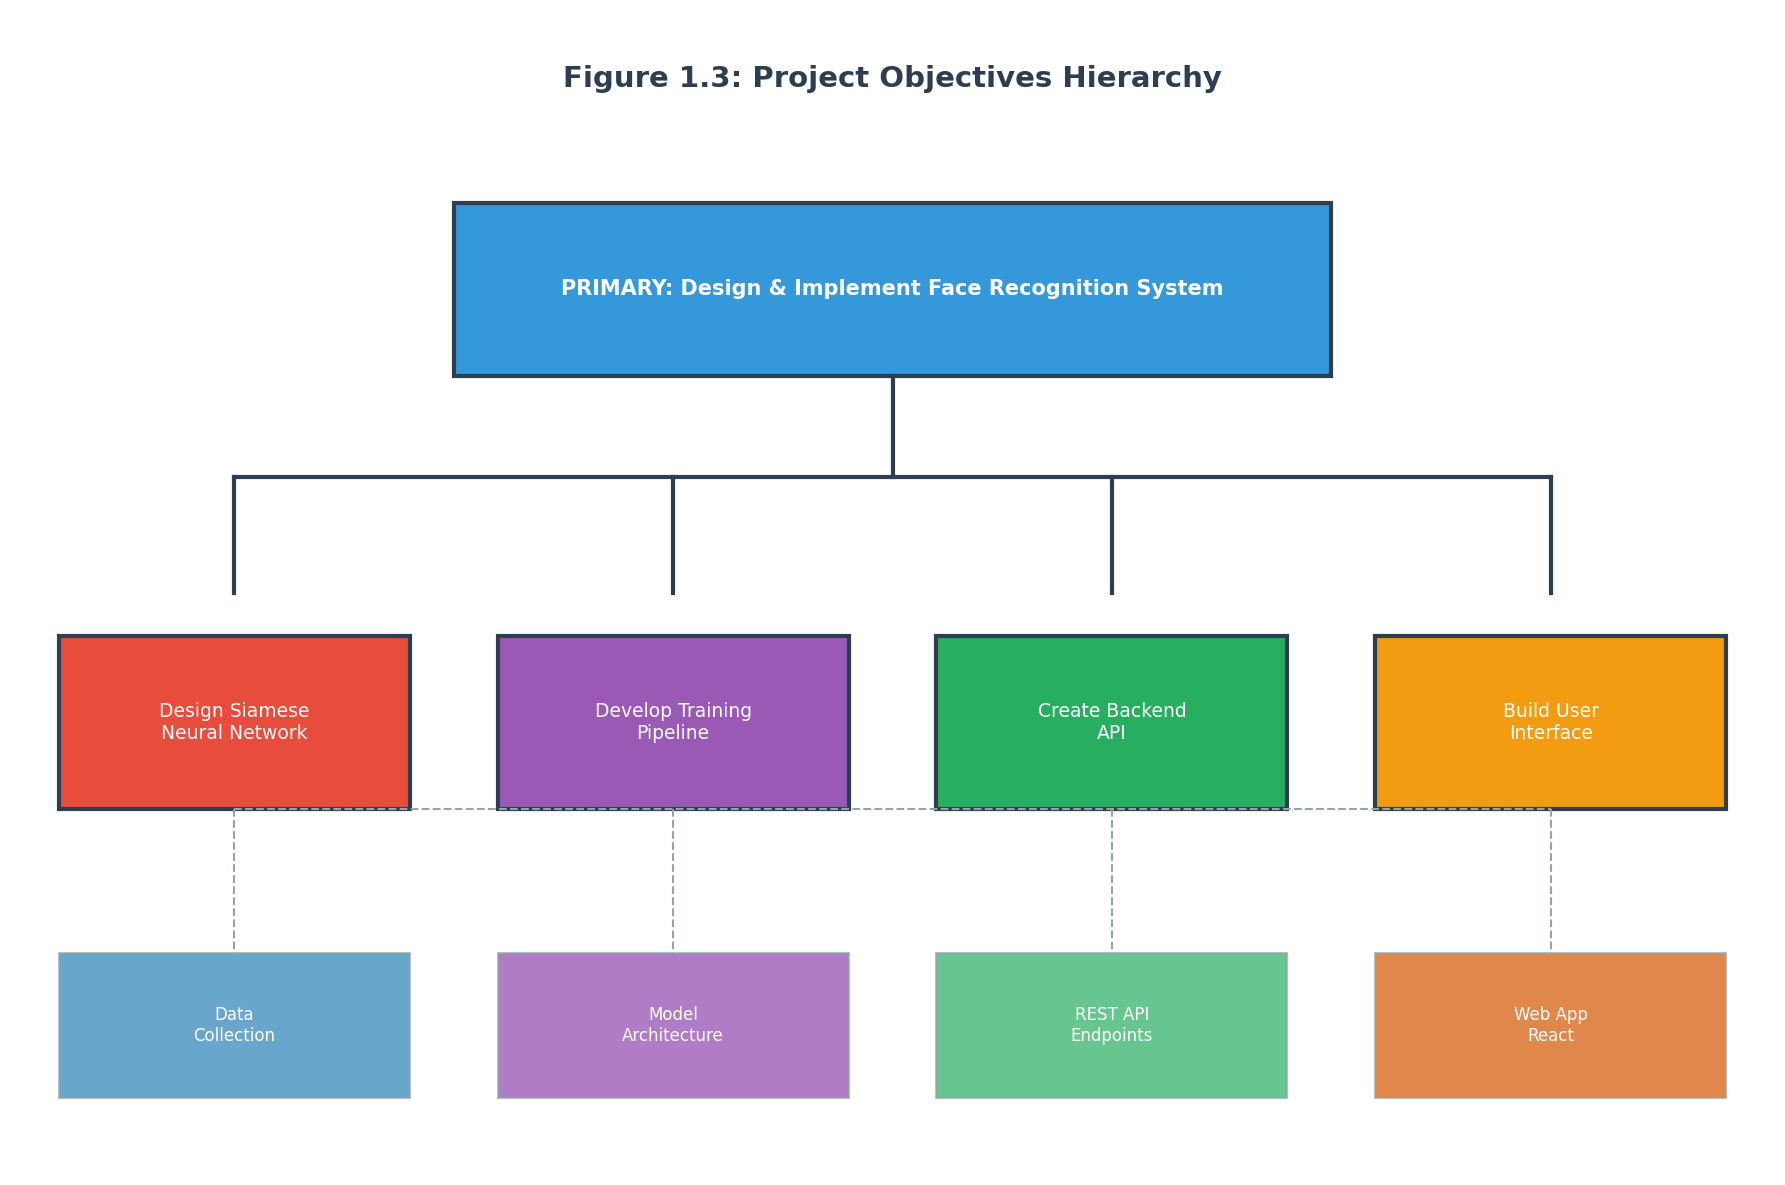 Figure 1.3: Project Objectives Hierarchy
PRIMARY: Design & Implement Face Recognition System
Design Siamese
Neural Network
Develop Training
Pipeline
Create Backend
API
Build User
Interface
Data
Collection
Model
Architecture
REST API
Endpoints
Web App
React